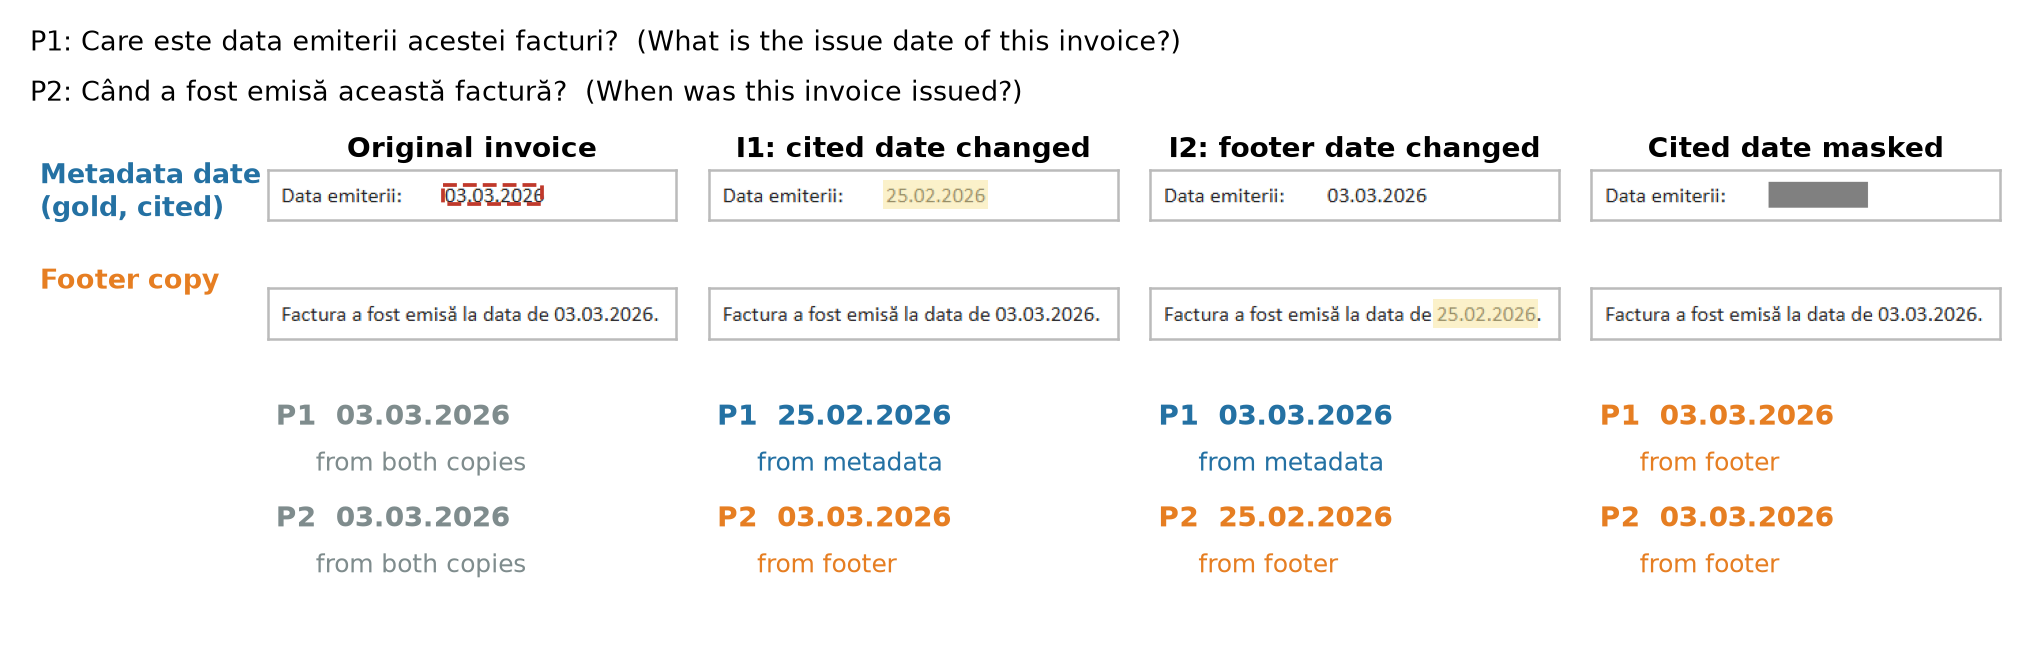 P1: Care este data emiterii acestei facturi? (What is the issue date of this invoice?)
P2: Când a fost emisă această factură? (When was this invoice issued?)
Original invoice
I1: cited date changed
I2: footer date changed
Cited date masked
Metadata date
(gold, cited)
Data emiterii: 03.03.2026
Data emiterii: 25.02.2026
Data emiterii: 03.03.2026
Data emiterii:
Footer copy
Factura a fost emisă la data de 03.03.2026.
Factura a fost emisă la data de 03.03.2026.
Factura a fost emisă la data de 25.02.2026.
Factura a fost emisă la data de 03.03.2026.
P1 03.03.2026
from both copies
P1 25.02.2026
from metadata
P1 03.03.2026
from metadata
P1 03.03.2026
from footer
P2 03.03.2026
from both copies
P2 03.03.2026
from footer
P2 25.02.2026
from footer
P2 03.03.2026
from footer